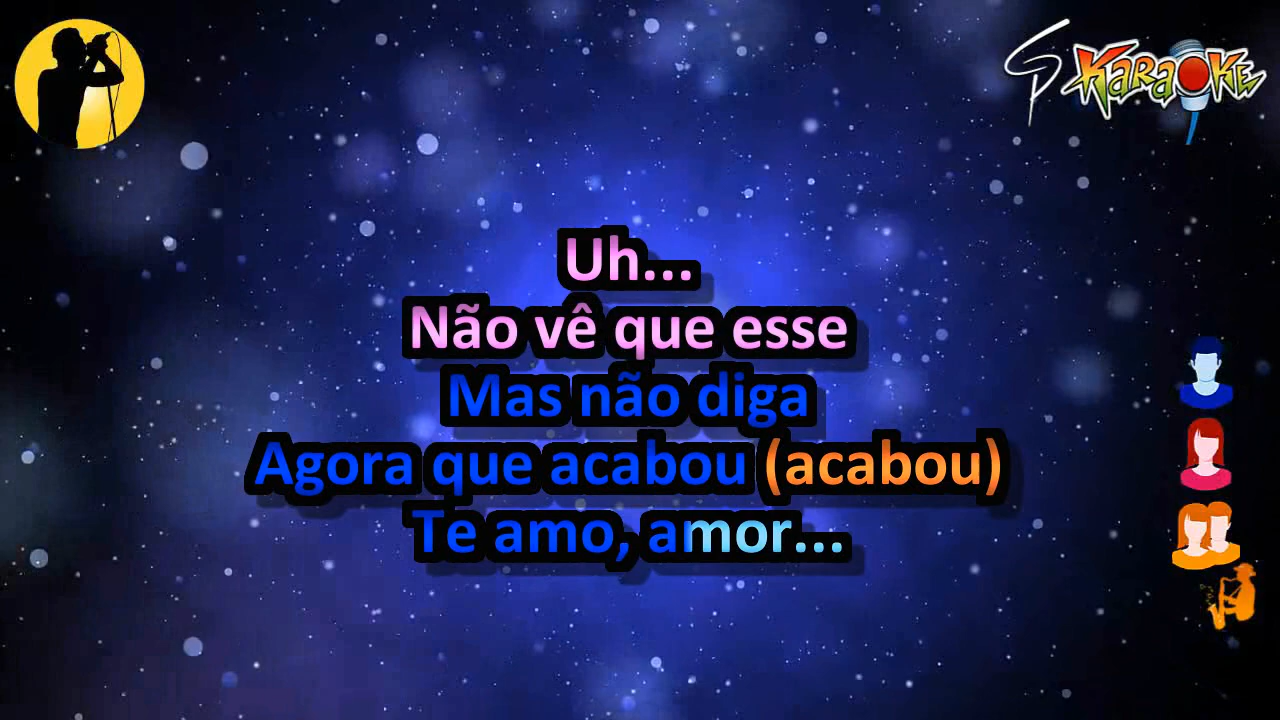 KaraoKe
Uh...
Não vê que esse
Mas não diga
Agora que acabou (acabou)
Te amo, amor...